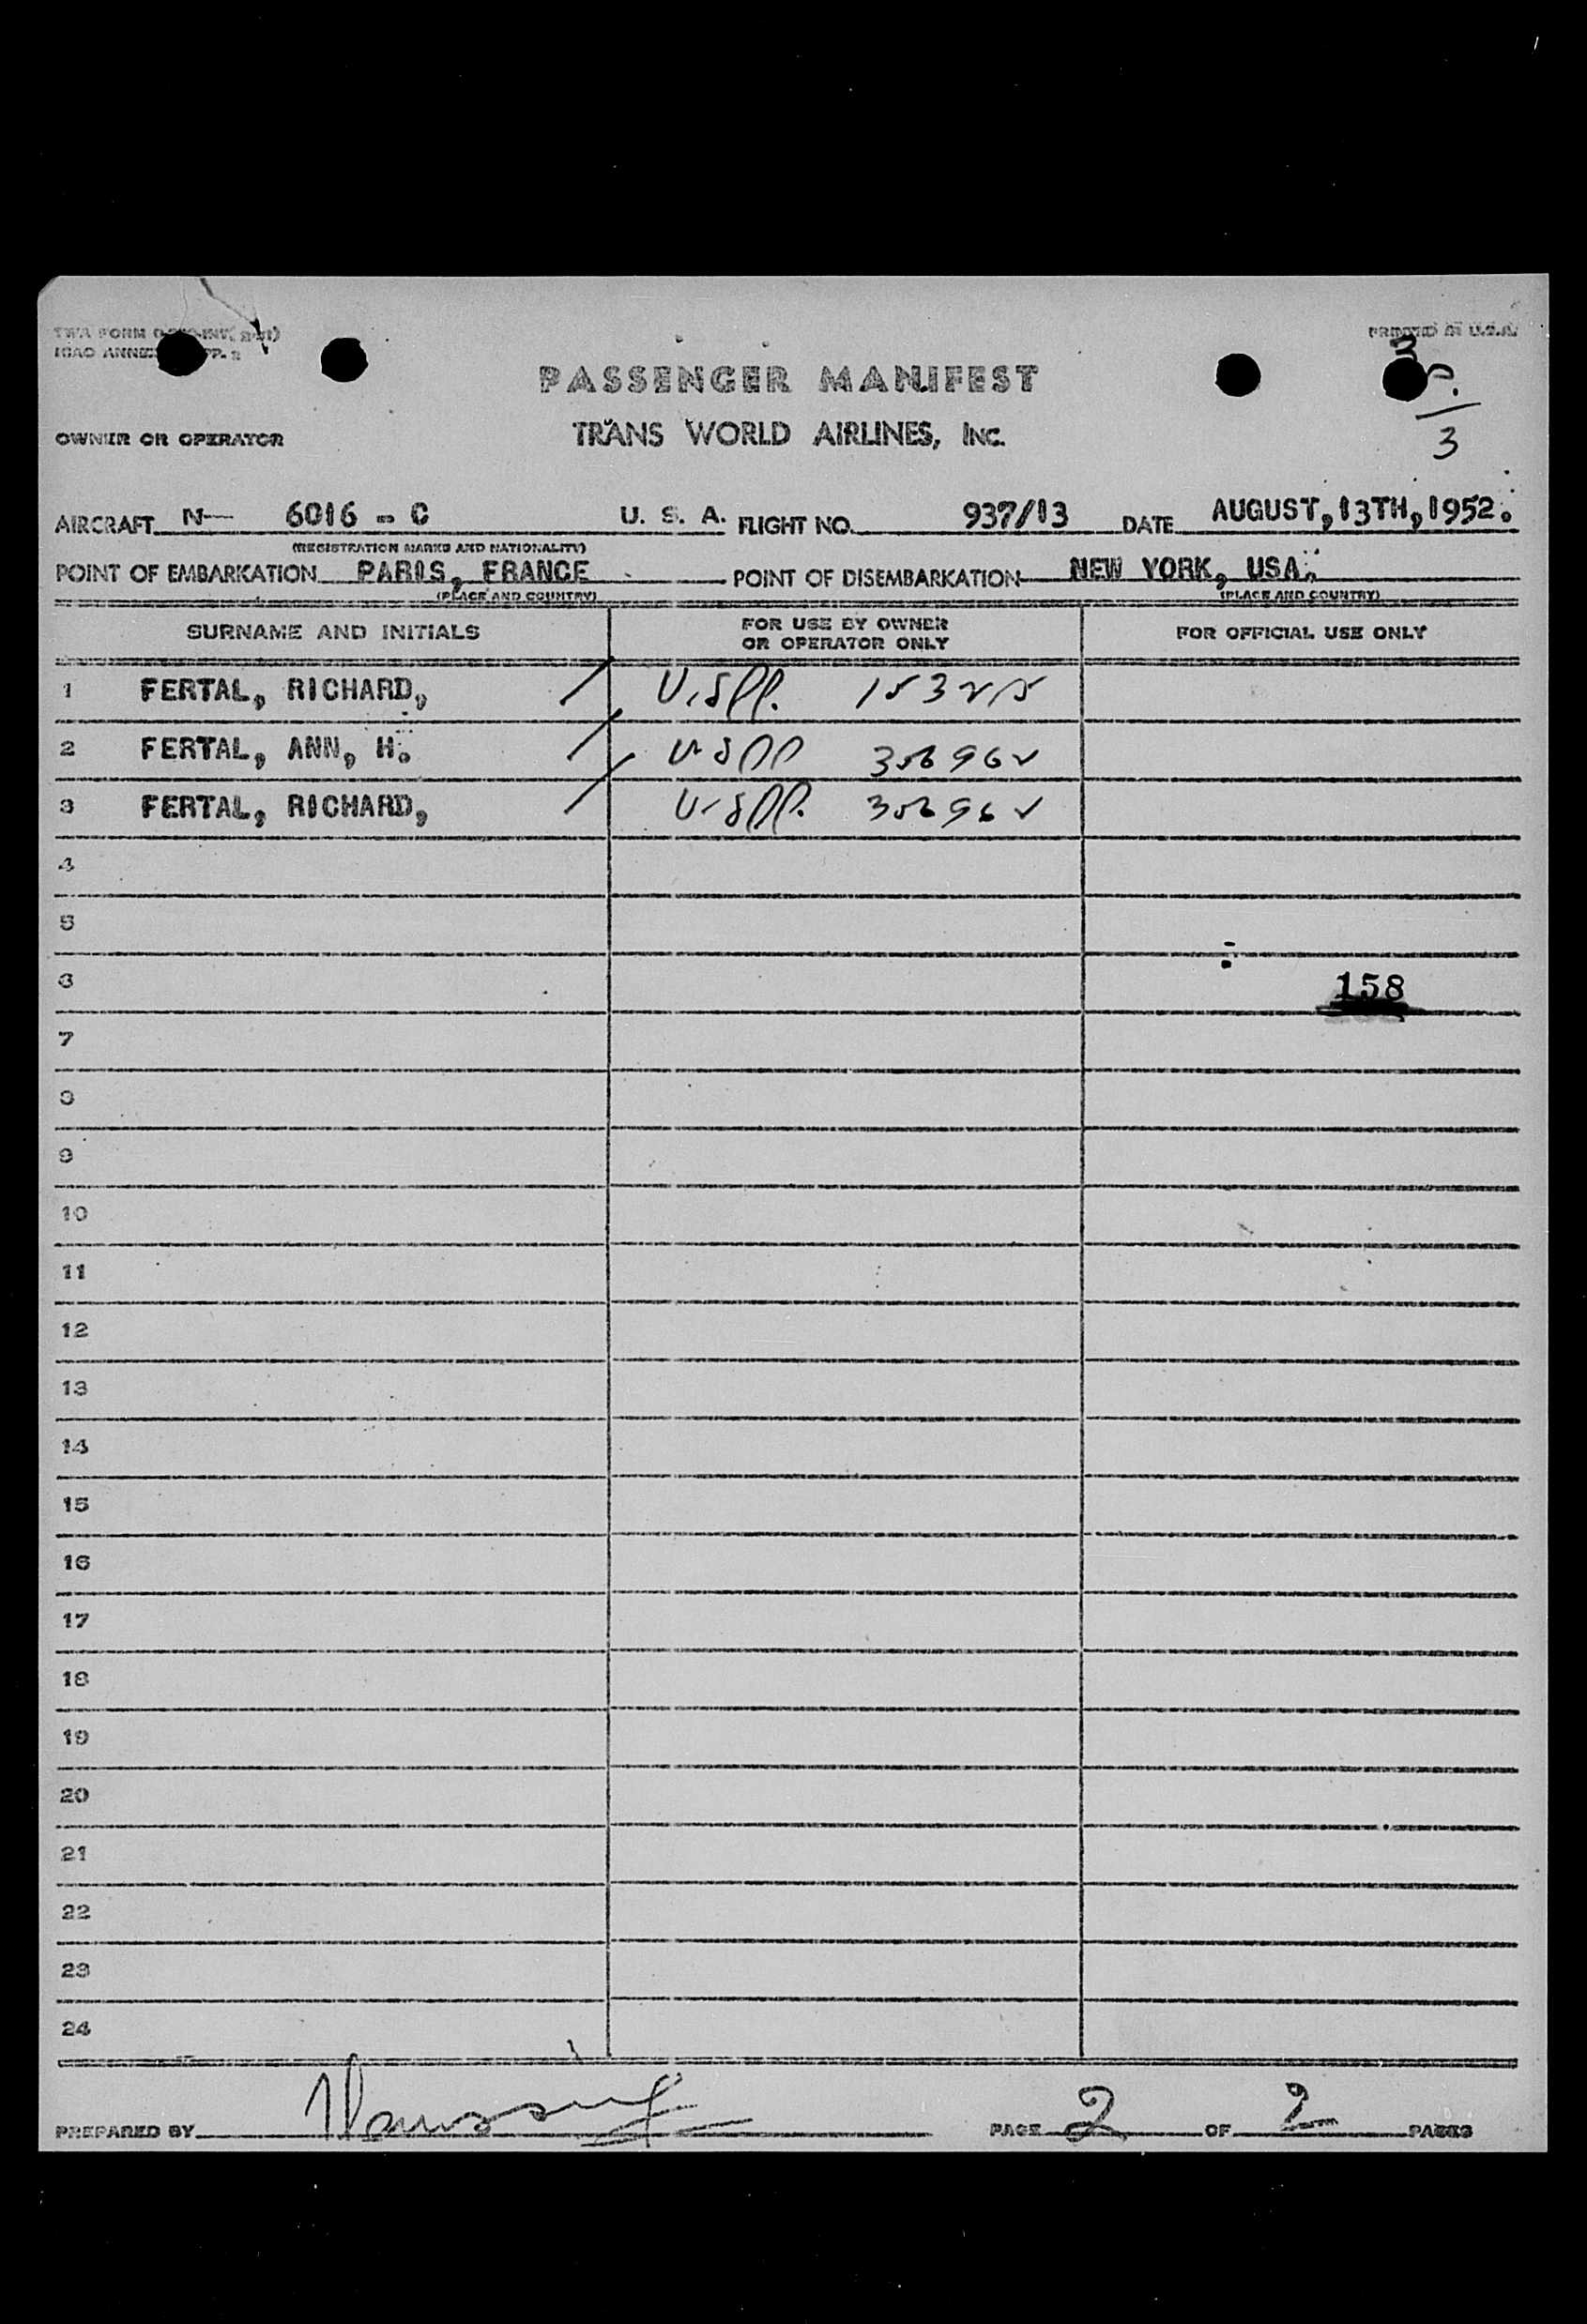 PRINTED IN U.S.A.
3
PASSENGER MANIFEST
OWNER OR OPERATOR TRANS WORLD AIRLINES, INC.
3
AIRCRAFT N— 6016 - C U. S. A. FLIGHT NO. 937/13 DATE AUGUST, 13TH, 1952.
(REGISTRATION MARKS AND NATIONALITY)
POINT OF EMBARKATION PARIS, FRANCE POINT OF DISEMBARKATION NEW YORK, USA.
(PLACE AND COUNTRY) (PLACE AND COUNTRY)
SURNAME AND INITIALS FOR USE BY OWNER OR OPERATOR ONLY FOR OFFICIAL USE ONLY
1 FERTAL, RICHARD,
2 FERTAL, ANN, H.
3 FERTAL, RICHARD,
4
5
6 158
7
8
9
10
11
12
13
14
15
16
17
18
19
20
21
22
23
24
PREPARED BY PAGE 2 OF 2 PAGES